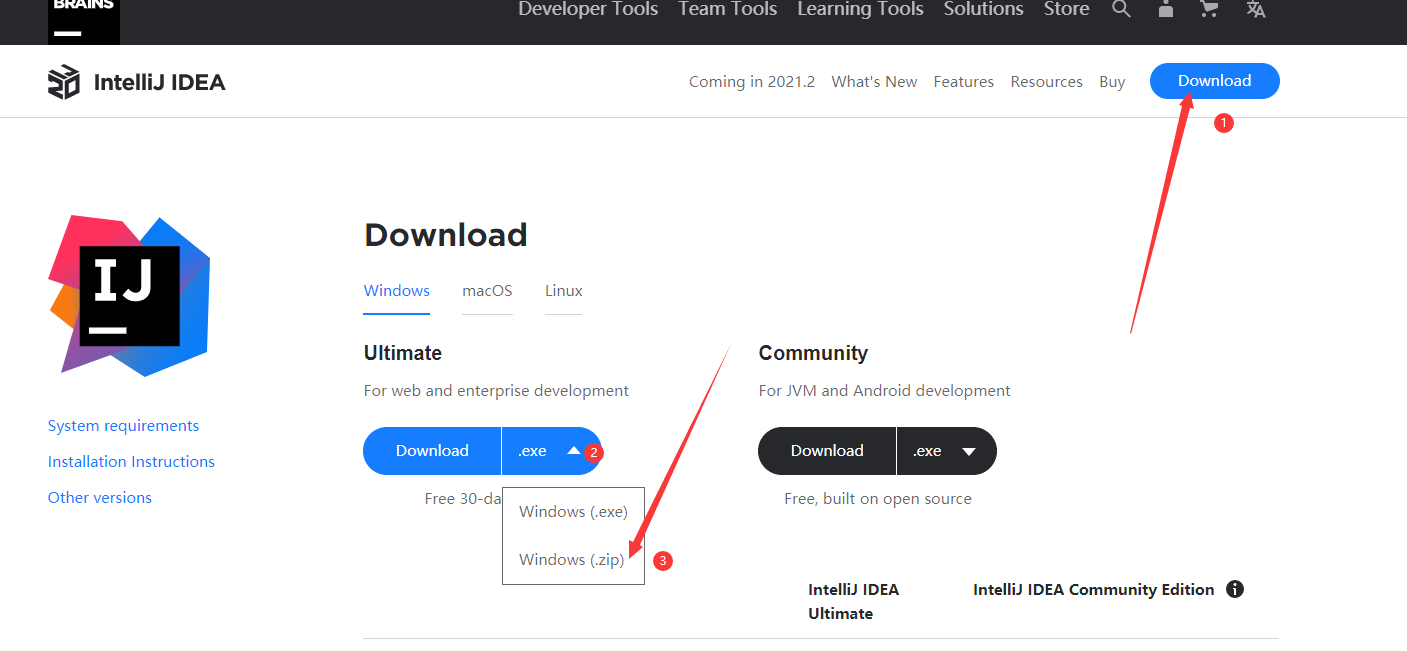 BRAINS
Developer Tools Team Tools Learning Tools Solutions Store
IntelliJ IDEA
Coming in 2021.2 What's New Features Resources Buy Download
1
IJ
Download
Windows macOS Linux
Ultimate
For web and enterprise development
Download .exe 2
Free 30-da
Windows (.exe)
Windows (.zip) 3
Community
For JVM and Android development
Download .exe
Free, built on open source
System requirements
Installation Instructions
Other versions
IntelliJ IDEA
Ultimate
IntelliJ IDEA Community Edition